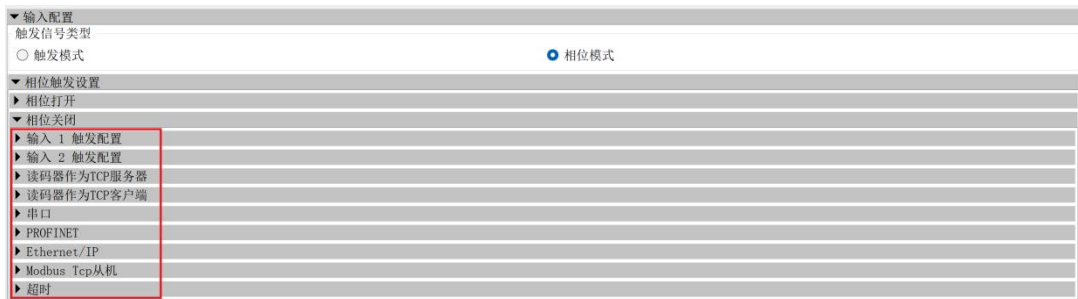 输入配置
触发信号类型
触发模式 相位模式
相位触发设置
相位打开
相位关闭
输入 1 触发配置
输入 2 触发配置
读码器作为TCP服务器
读码器作为TCP客户端
串口
PROFINET
Ethernet/IP
Modbus Tcp从机
超时